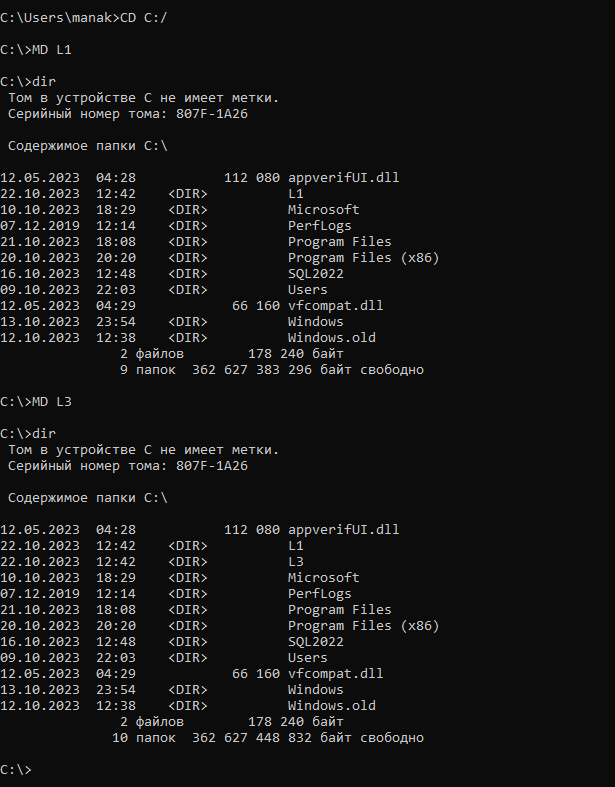 C:\Users\manak>CD C:/
C:\>MD L1
C:\>dir
 Том в устройстве C не имеет метки.
 Серийный номер тома: 807F-1A26
 Содержимое папки C:\
12.05.2023  04:28           112 080 appverifUI.dll
22.10.2023  12:42    <DIR>          L1
10.10.2023  18:29    <DIR>          Microsoft
07.12.2019  12:14    <DIR>          PerfLogs
21.10.2023  18:08    <DIR>          Program Files
20.10.2023  20:20    <DIR>          Program Files (x86)
16.10.2023  12:48    <DIR>          SQL2022
09.10.2023  22:03    <DIR>          Users
12.05.2023  04:29            66 160 vfcompat.dll
13.10.2023  23:54    <DIR>          Windows
12.10.2023  12:38    <DIR>          Windows.old
               2 файлов        178 240 байт
               9 папок  362 627 383 296 байт свободно
C:\>MD L3
C:\>dir
 Том в устройстве C не имеет метки.
 Серийный номер тома: 807F-1A26
 Содержимое папки C:\
12.05.2023  04:28           112 080 appverifUI.dll
22.10.2023  12:42    <DIR>          L1
22.10.2023  12:42    <DIR>          L3
10.10.2023  18:29    <DIR>          Microsoft
07.12.2019  12:14    <DIR>          PerfLogs
21.10.2023  18:08    <DIR>          Program Files
20.10.2023  20:20    <DIR>          Program Files (x86)
16.10.2023  12:48    <DIR>          SQL2022
09.10.2023  22:03    <DIR>          Users
12.05.2023  04:29            66 160 vfcompat.dll
13.10.2023  23:54    <DIR>          Windows
12.10.2023  12:38    <DIR>          Windows.old
               2 файлов        178 240 байт
              10 папок  362 627 448 832 байт свободно
C:\>